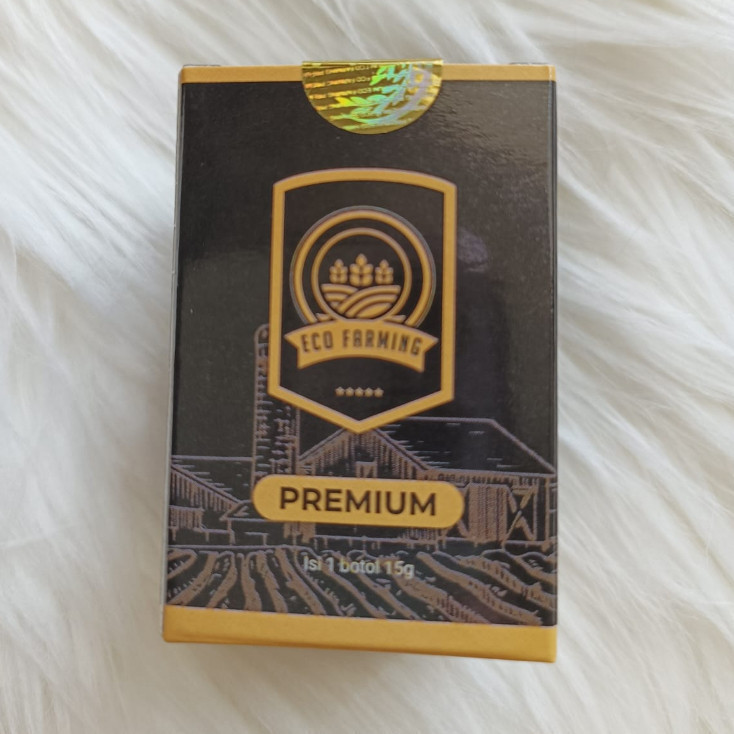 ECO FARMING
PREMIUM
Isi 1 botol 15g